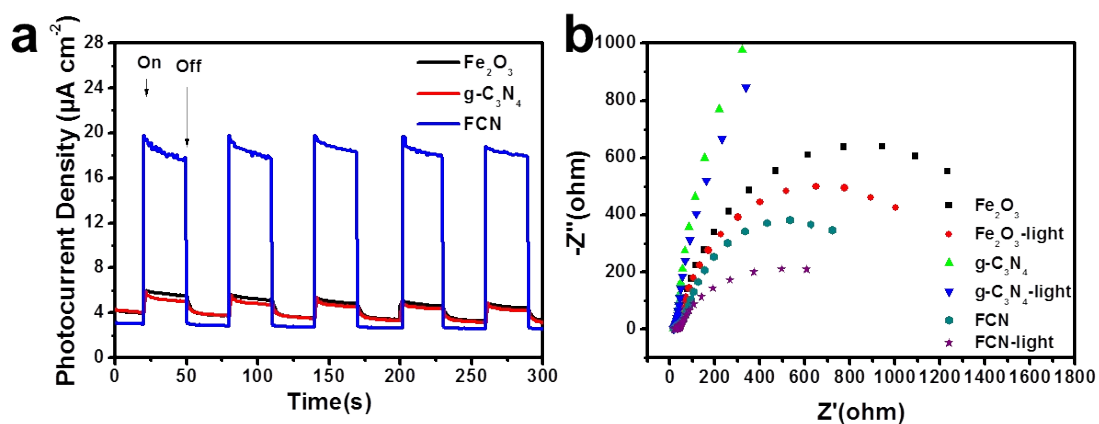 a
Photocurrent Density (µA cm⁻²)
28
24
20
16
12
8
4
0
On
Off
Fe₂O₃
g-C₃N₄
FCN
0 50 100 150 200 250 300
Time(s)
b
-Z''(ohm)
1000
800
600
400
200
0
Fe₂O₃
Fe₂O₃-light
g-C₃N₄
g-C₃N₄-light
FCN
FCN-light
0 200 400 600 800 1000 1200 1400 1600 1800
Z'(ohm)